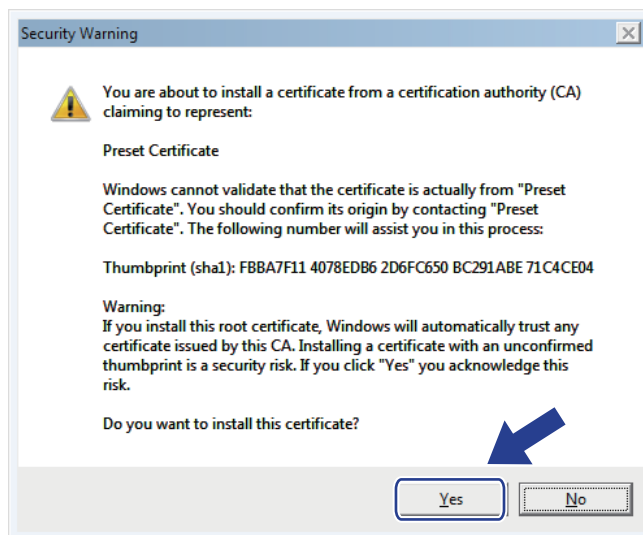 Security Warning
You are about to install a certificate from a certification authority (CA)
claiming to represent:
Preset Certificate
Windows cannot validate that the certificate is actually from "Preset
Certificate". You should confirm its origin by contacting "Preset
Certificate". The following number will assist you in this process:
Thumbprint (sha1): FBBA7F11 4078EDB6 2D6FC650 BC291ABE 71C4CE04
Warning:
If you install this root certificate, Windows will automatically trust any
certificate issued by this CA. Installing a certificate with an unconfirmed
thumbprint is a security risk. If you click "Yes" you acknowledge this
risk.
Do you want to install this certificate?
Yes No